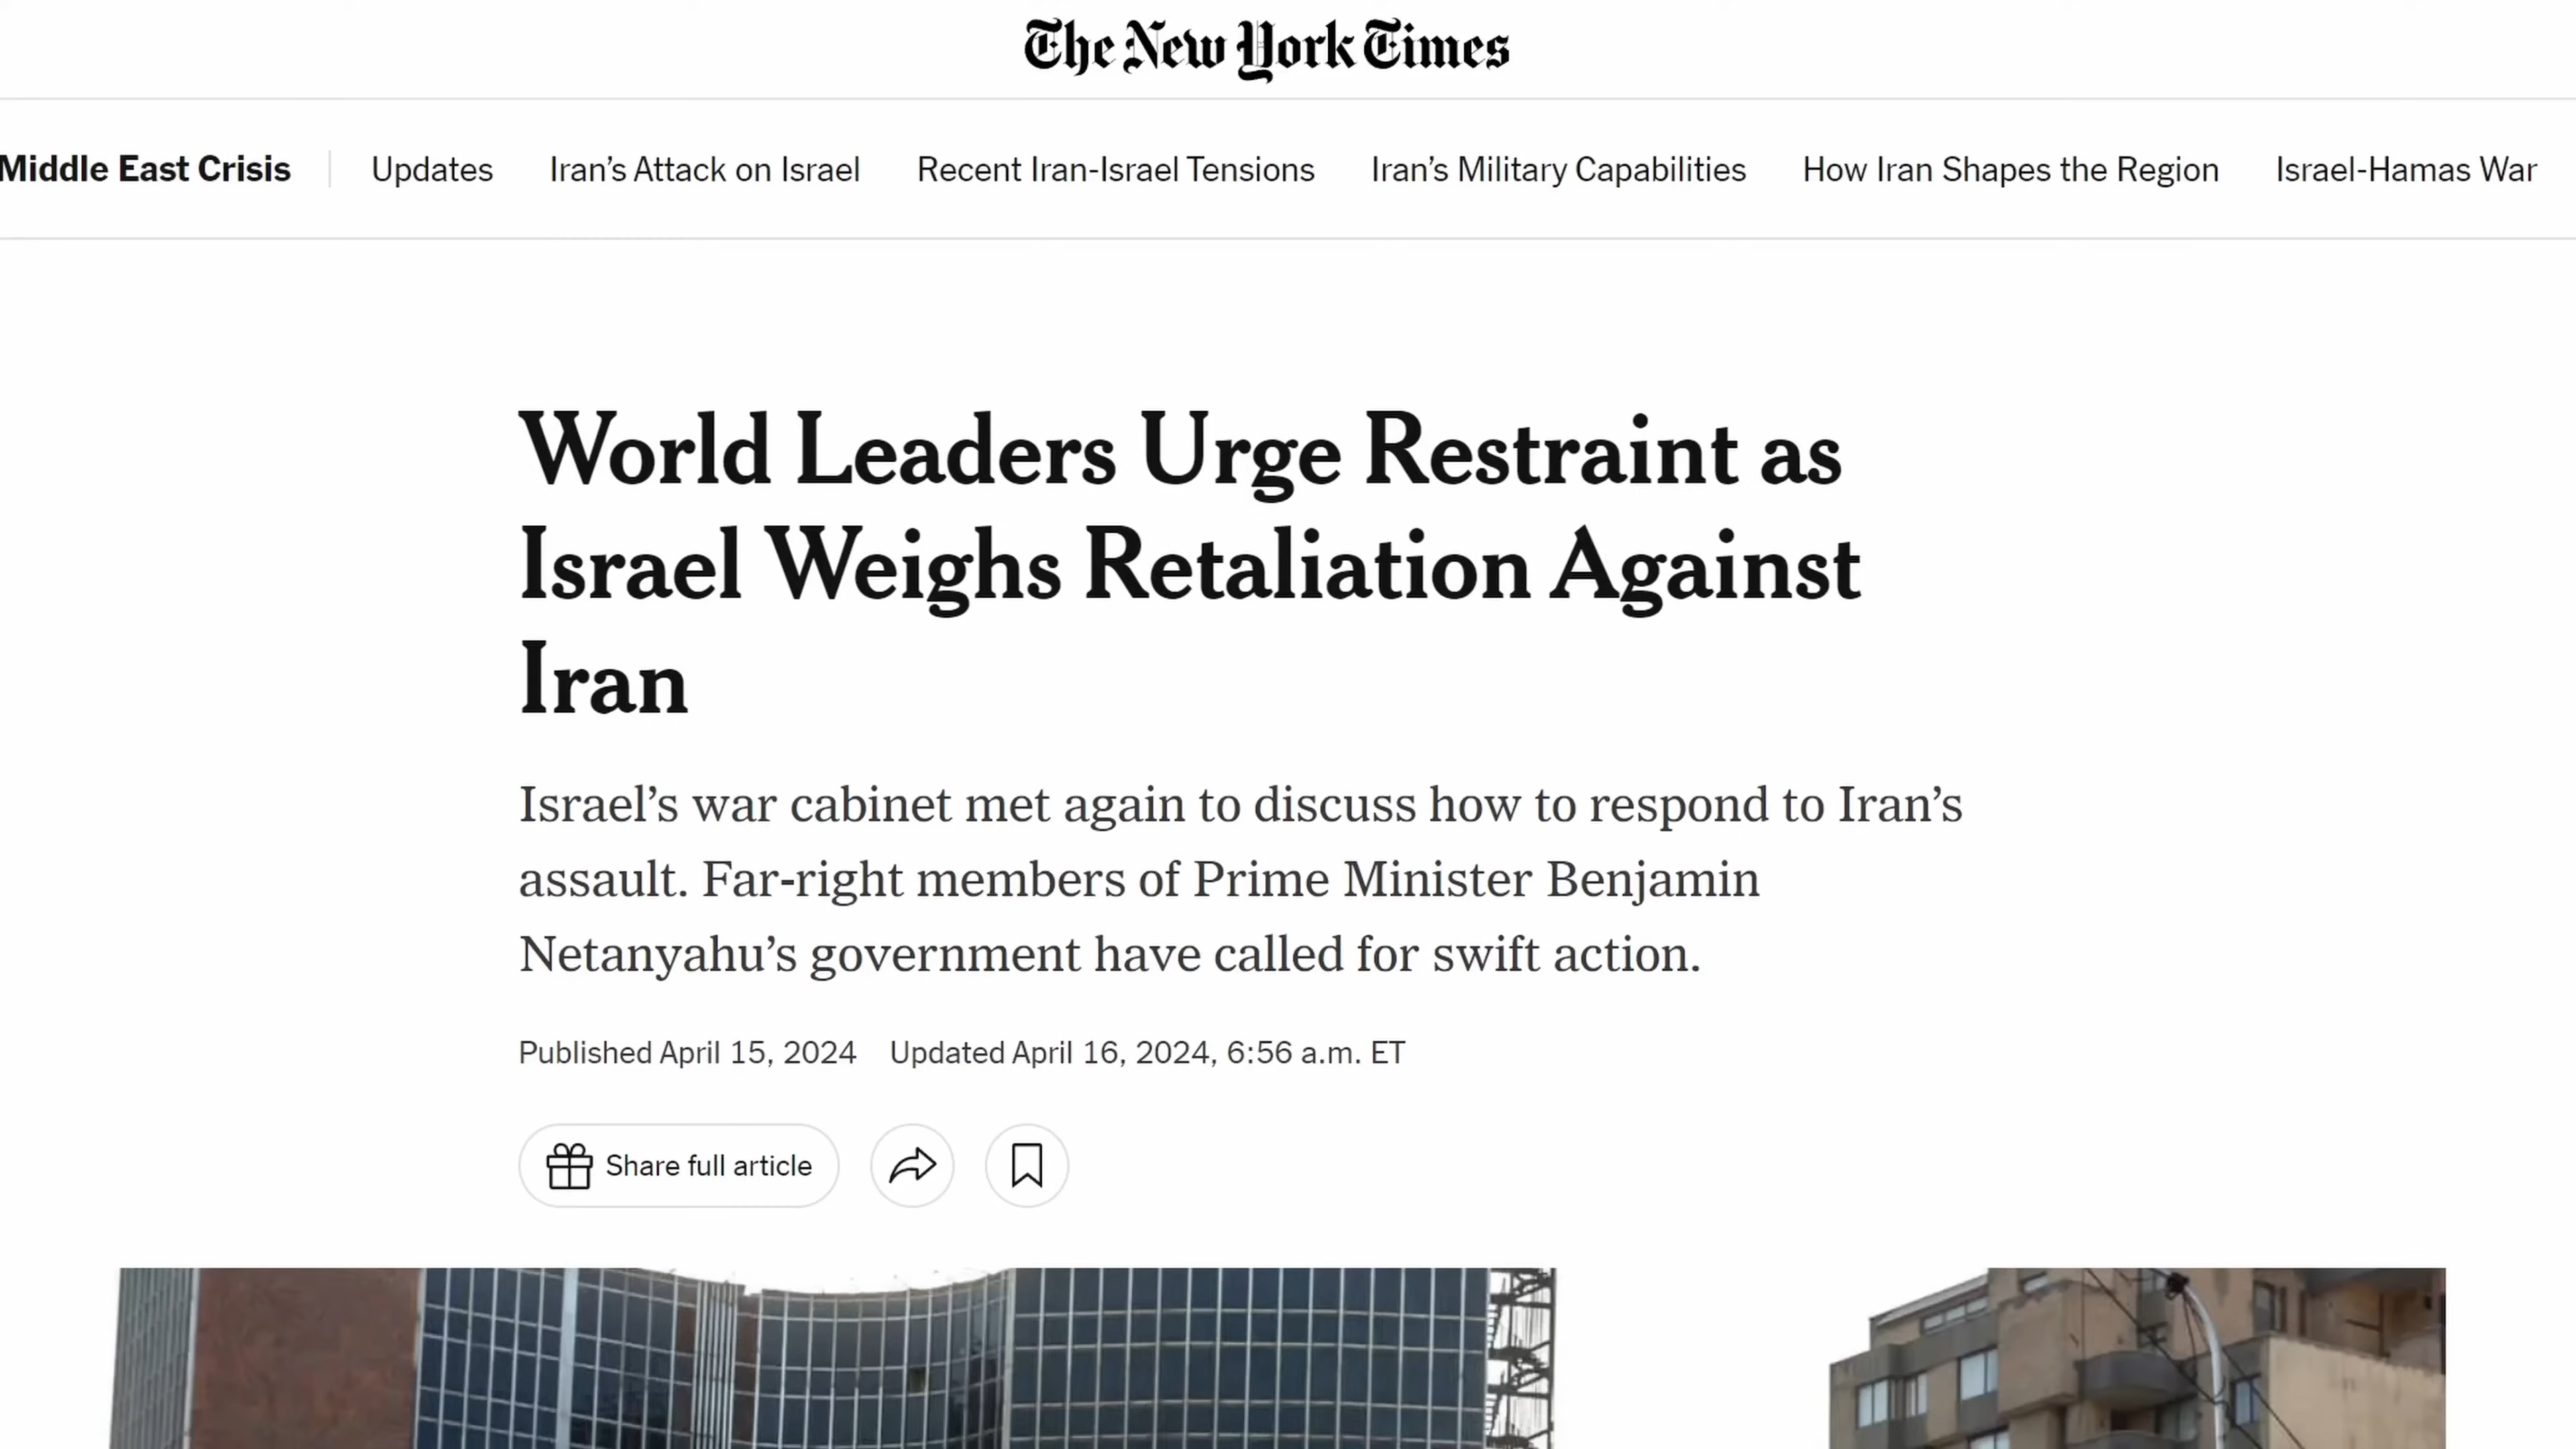 The New York Times
Middle East Crisis Updates Iran’s Attack on Israel Recent Iran-Israel Tensions Iran’s Military Capabilities How Iran Shapes the Region Israel-Hamas War
World Leaders Urge Restraint as
Israel Weighs Retaliation Against
Iran
Israel’s war cabinet met again to discuss how to respond to Iran’s
assault. Far-right members of Prime Minister Benjamin
Netanyahu’s government have called for swift action.
Published April 15, 2024 Updated April 16, 2024, 6:56 a.m. ET
Share full article